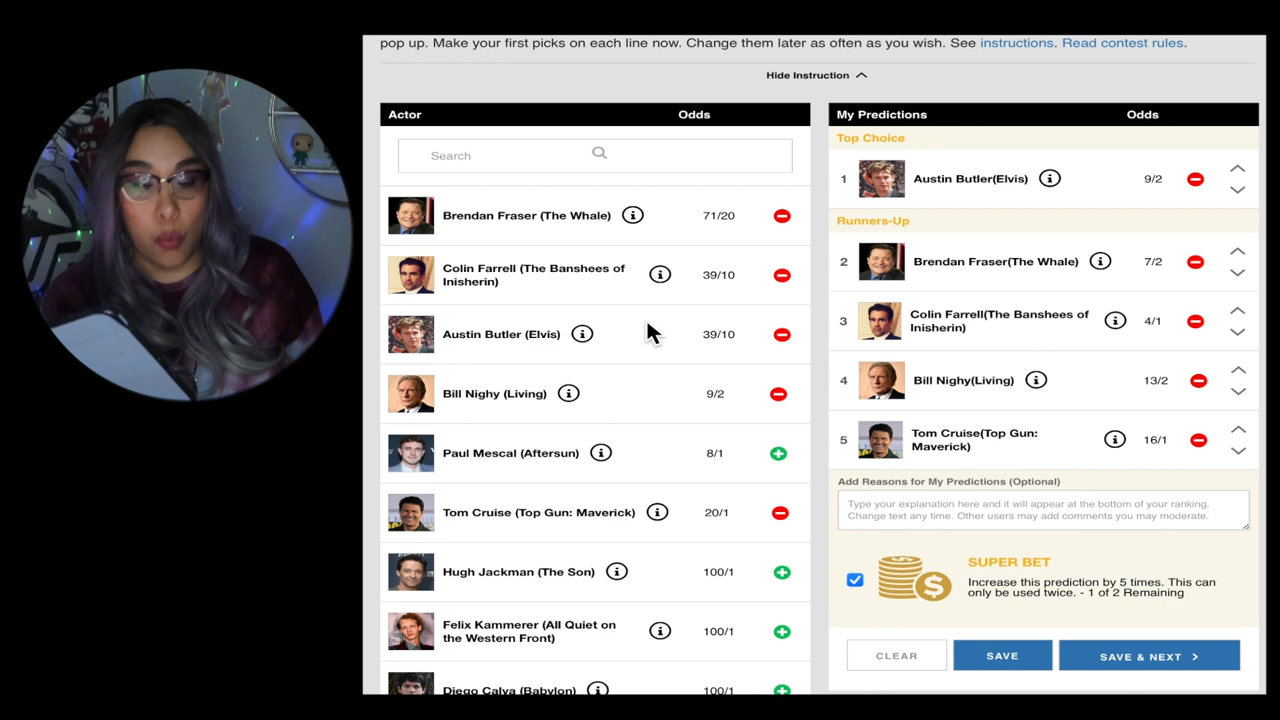 pop up. Make your first picks on each line now. Change them later as often as you wish. See instructions. Read contest rules.
Hide Instruction
Actor Odds
Search
Brendan Fraser (The Whale) 71/20
Colin Farrell (The Banshees of
Inisherin) 39/10
Austin Butler (Elvis) 39/10
Bill Nighy (Living) 9/2
Paul Mescal (Aftersun) 8/1
Tom Cruise (Top Gun: Maverick) 20/1
Hugh Jackman (The Son) 100/1
Felix Kammerer (All Quiet on
the Western Front) 100/1
Diego Calva (Babylon) 100/1
My Predictions Odds
Top Choice
1 Austin Butler(Elvis) 9/2
Runners-Up
2 Brendan Fraser(The Whale) 7/2
3 Colin Farrell(The Banshees of
Inisherin) 4/1
4 Bill Nighy(Living) 13/2
5 Tom Cruise(Top Gun:
Maverick) 16/1
Add Reasons for My Predictions (Optional)
Type your explanation here and it will appear at the bottom of your ranking.
Change text any time. Other users may add comments you may moderate.
SUPER BET
Increase this prediction by 5 times. This can
only be used twice. - 1 of 2 Remaining
CLEAR SAVE SAVE & NEXT